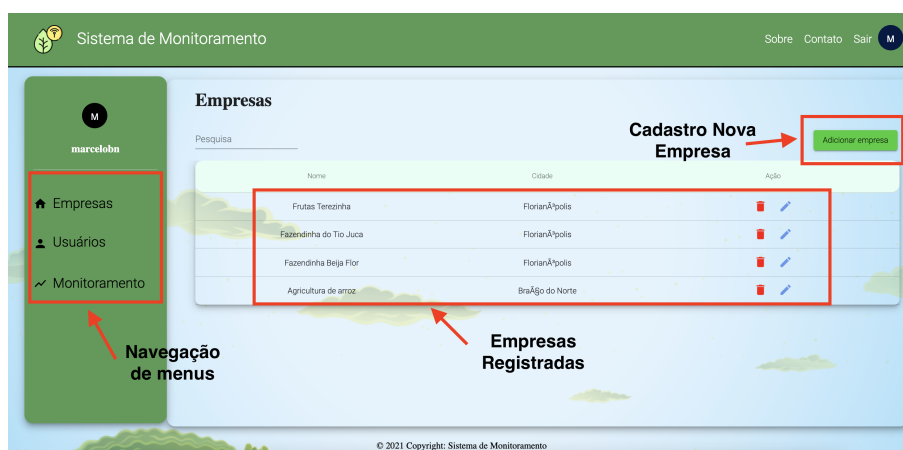 Sistema de Monitoramento
Sobre Contato Sair M
M
marcelobn
Empresas
Usuários
Monitoramento
Navegação
de menus
Empresas
Pesquisa
Cadastro Nova
Empresa
Adicionar empresa
Nome Cidade Ação
Frutas Terezinha FlorianÃ³polis
Fazendinha do Tio Juca FlorianÃ³polis
Fazendinha Beija Flor FlorianÃ³polis
Agricultura de arroz BraÃ§o do Norte
Empresas
Registradas
© 2021 Copyright: Sistema de Monitoramento